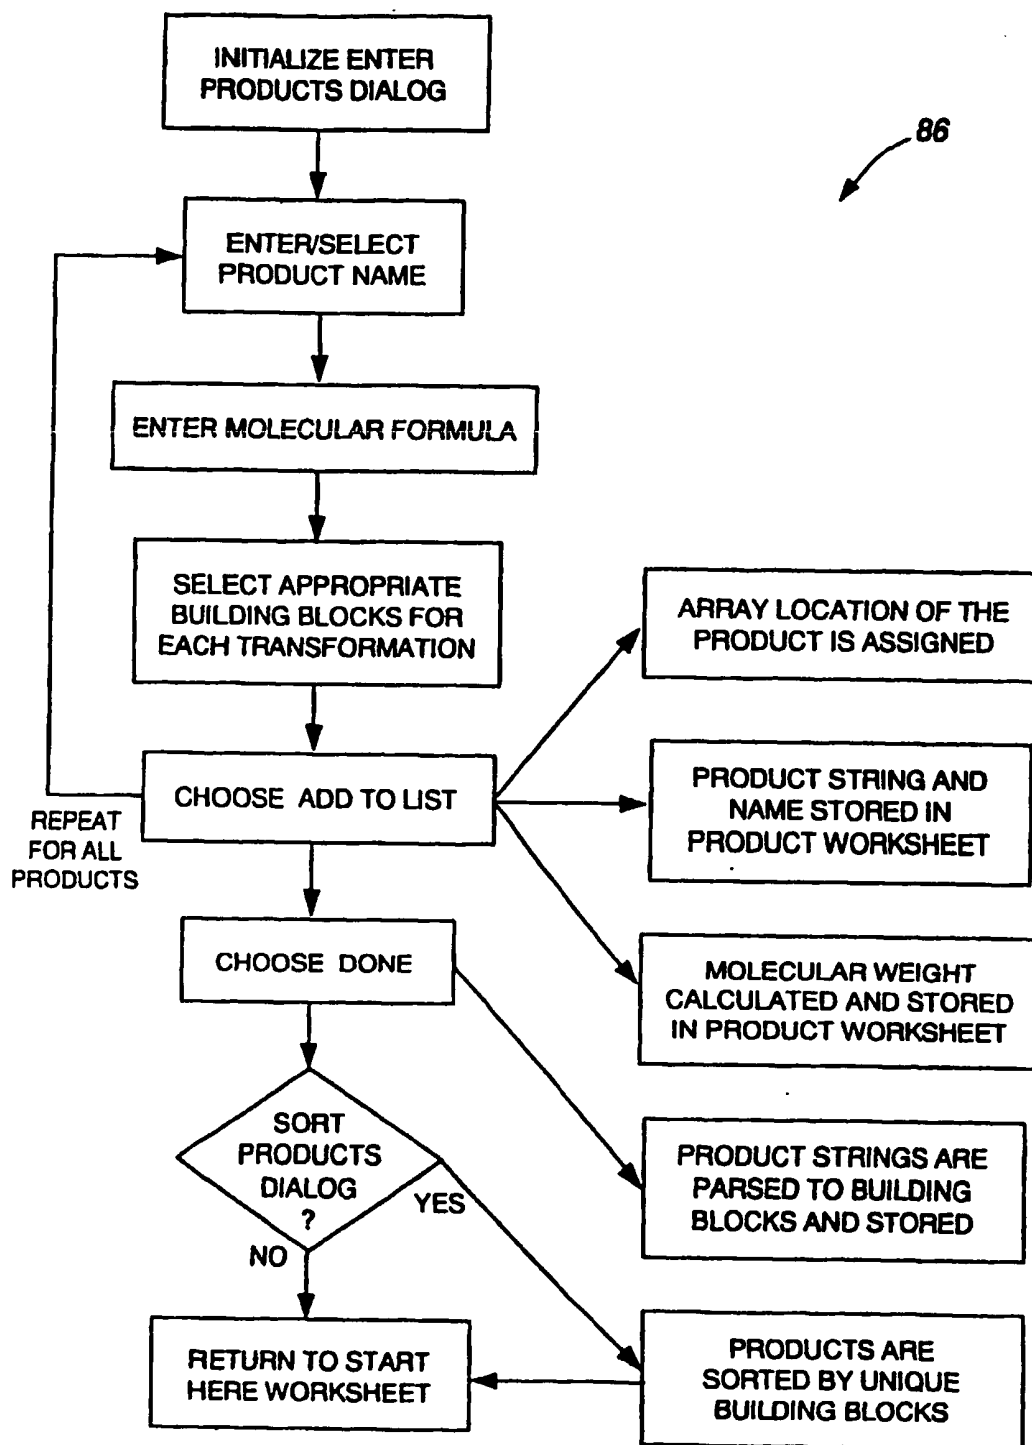 INITIALIZE ENTER
PRODUCTS DIALOG
86
ENTER/SELECT
PRODUCT NAME
ENTER MOLECULAR FORMULA
SELECT APPROPRIATE
BUILDING BLOCKS FOR
EACH TRANSFORMATION
ARRAY LOCATION OF THE
PRODUCT IS ASSIGNED
CHOOSE ADD TO LIST
REPEAT
FOR ALL
PRODUCTS
PRODUCT STRING AND
NAME STORED IN
PRODUCT WORKSHEET
CHOOSE DONE
MOLECULAR WEIGHT
CALCULATED AND STORED
IN PRODUCT WORKSHEET
SORT
PRODUCTS
DIALOG
?
YES
NO
PRODUCT STRINGS ARE
PARSED TO BUILDING
BLOCKS AND STORED
RETURN TO START
HERE WORKSHEET
PRODUCTS ARE
SORTED BY UNIQUE
BUILDING BLOCKS